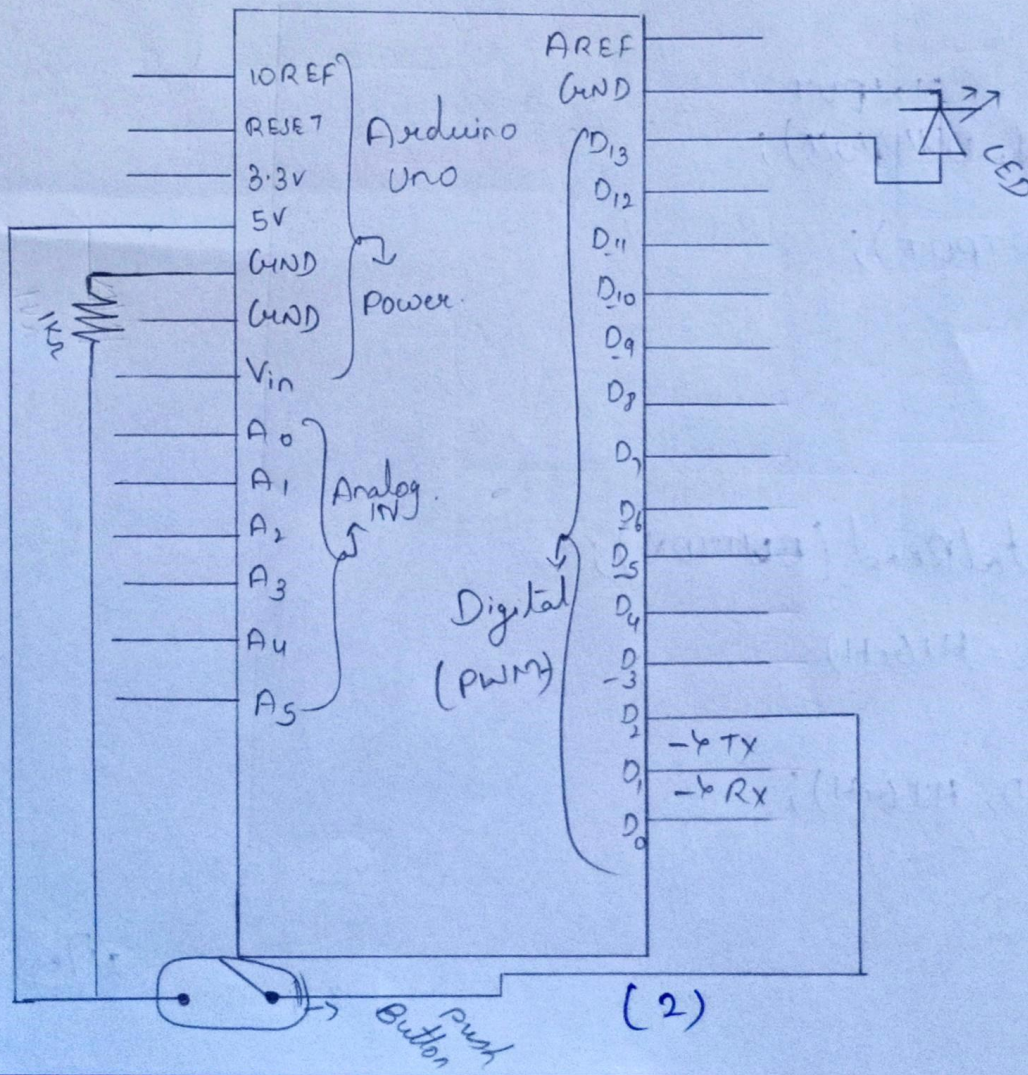 IOREF
RESET
3.3V
5V
GND
GND
Vin
A0
A1
A2
A3
A4
A5
Arduino
Uno
Power.
Analog.
IN
1KΩ
AREF
GND
D13
D12
D11
D10
D9
D8
D7
D6
D5
D4
D3
D2
D1
D0
Digital
(PWM)
TX
RX
LED
Push
Button
(2)
HIGH)